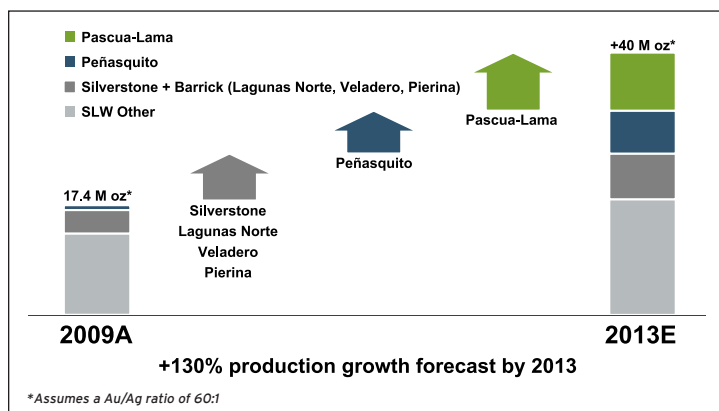 Pascua-Lama
Peñasquito
Silverstone + Barrick (Lagunas Norte, Veladero, Pierina)
SLW Other
+40 M oz*
Pascua-Lama
Peñasquito
17.4 M oz*
Silverstone
Lagunas Norte
Veladero
Pierina
2009A
2013E
+130% production growth forecast by 2013
*Assumes a Au/Ag ratio of 60:1